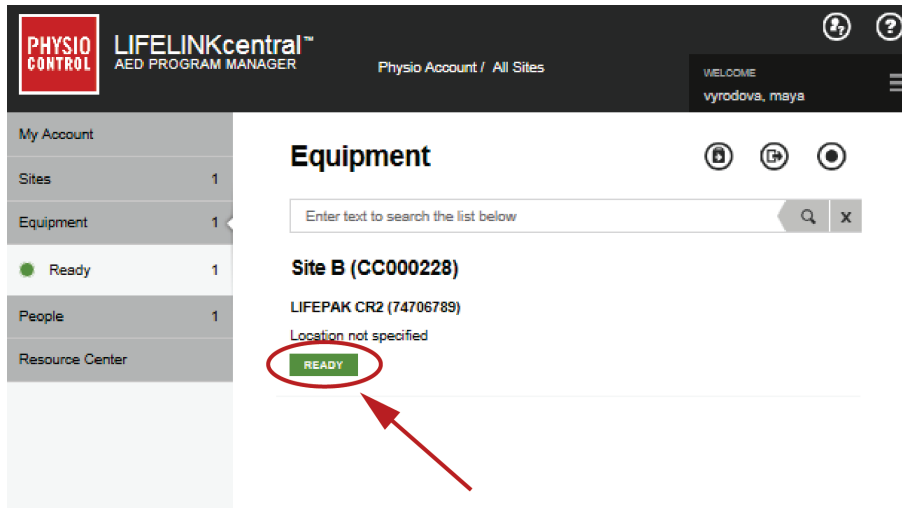 PHYSIO
CONTROL
LIFELINKcentral™
AED PROGRAM MANAGER
Physio Account / All Sites
WELCOME
vyrodova, maya
My Account
Sites 1
Equipment 1
Ready 1
People 1
Resource Center
Equipment
Enter text to search the list below
x
Site B (CC000228)
LIFEPAK CR2 (74706789)
Location not specified
READY